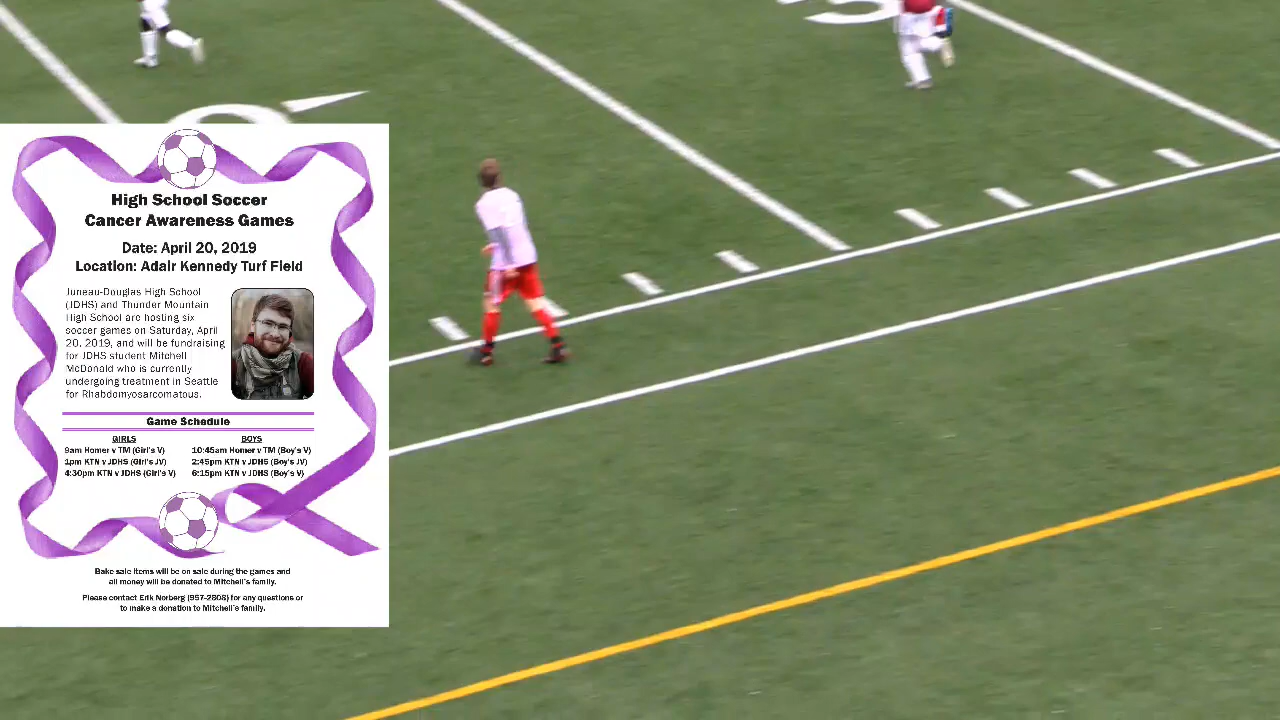 High School Soccer
Cancer Awareness Games
Date: April 20, 2019
Location: Adair Kennedy Turf Field
Juneau-Douglas High School
(JDHS) and Thunder Mountain
High School are hosting six
soccer games on Saturday, April
20, 2019, and will be fundraising
for JDHS student Mitchell
McDonald who is currently
undergoing treatment in Seattle
for Rhabdomyosarcomatous.
Game Schedule
GIRLS
9am Homer v TM (Girl's V)
1pm KTN v JDHS (Girl's JV)
4:30pm KTN v JDHS (Girl's V)
BOYS
10:45am Homer v TM (Boy's V)
2:45pm KTN v JDHS (Boy's JV)
6:15pm KTN v JDHS (Boy's V)
Bake sale items will be on sale during the games and
all money will be donated to Mitchell's family.
Please contact Erik Norberg (957-2808) for any questions or
to make a donation to Mitchell's family.